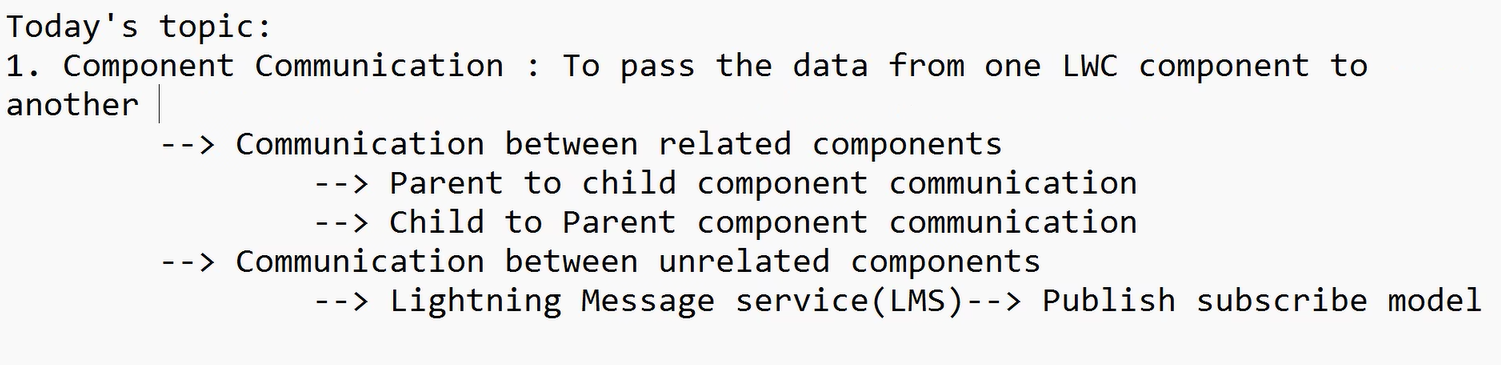 Today's topic:
1. Component Communication : To pass the data from one LWC component to
another
--> Communication between related components
--> Parent to child component communication
--> Child to Parent component communication
--> Communication between unrelated components
--> Lightning Message service(LMS)--> Publish subscribe model